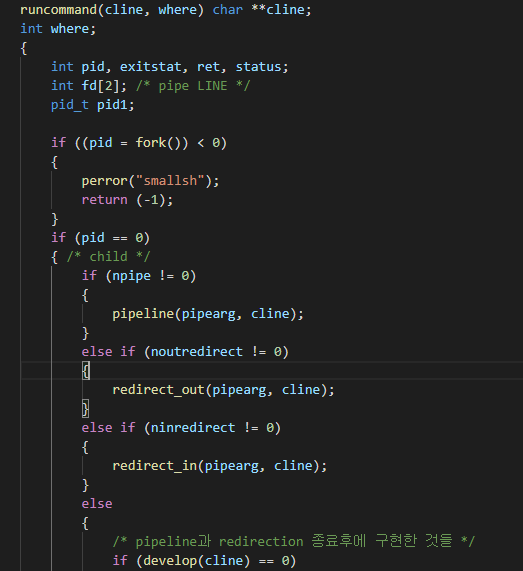 runcommand(cline, where) char **cline;
int where;
{
    int pid, exitstat, ret, status;
    int fd[2]; /* pipe LINE */
    pid_t pid1;

    if ((pid = fork()) < 0)
    {
        perror("smallsh");
        return (-1);
    }
    if (pid == 0)
    { /* child */
        if (npipe != 0)
        {
            pipeline(pipearg, cline);
        }
        else if (noutredirect != 0)
        {
            redirect_out(pipearg, cline);
        }
        else if (ninredirect != 0)
        {
            redirect_in(pipearg, cline);
        }
        else
        {
            /* pipeline과 redirection 종료후에 구현한 것들 */
            if (develop(cline) == 0)